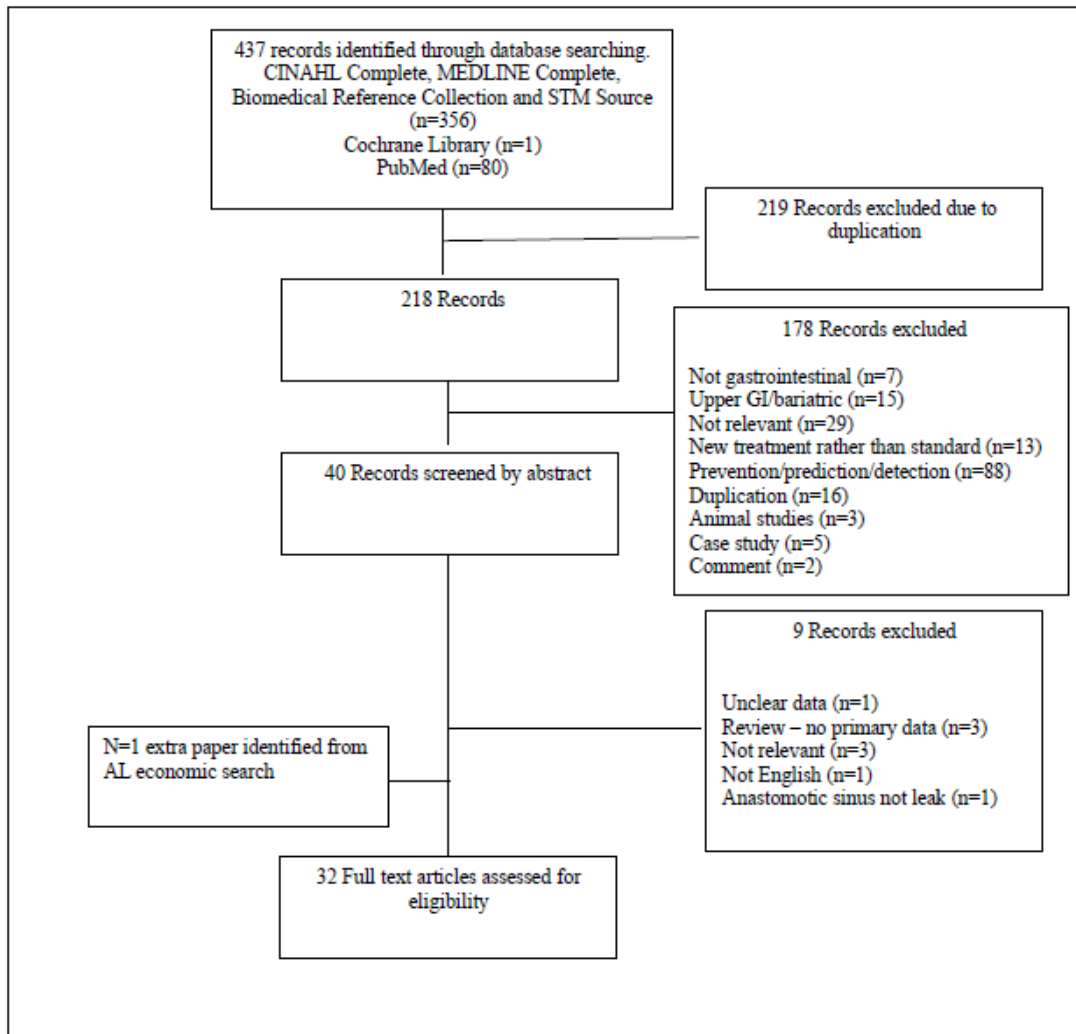 437 records identified through database searching.
CINAHL Complete, MEDLINE Complete,
Biomedical Reference Collection and STM Source
(n=356)
Cochrane Library (n=1)
PubMed (n=80)
219 Records excluded due to
duplication
218 Records
178 Records excluded
Not gastrointestinal (n=7)
Upper GI/bariatric (n=15)
Not relevant (n=29)
New treatment rather than standard (n=13)
Prevention/prediction/detection (n=88)
Duplication (n=16)
Animal studies (n=3)
Case study (n=5)
Comment (n=2)
40 Records screened by abstract
9 Records excluded
Unclear data (n=1)
Review – no primary data (n=3)
Not relevant (n=3)
Not English (n=1)
Anastomotic sinus not leak (n=1)
N=1 extra paper identified from
AL economic search
32 Full text articles assessed for
eligibility